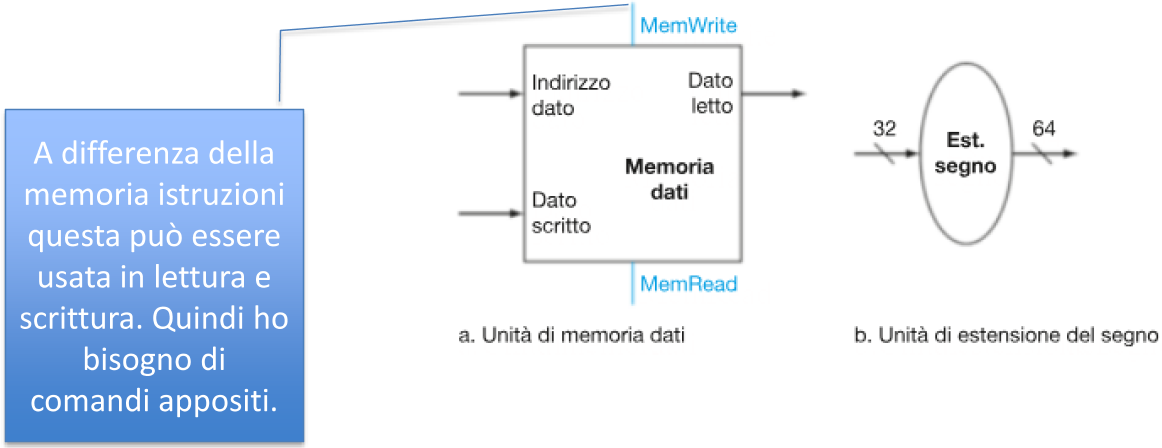 A differenza della
memoria istruzioni
questa può essere
usata in lettura e
scrittura. Quindi ho
bisogno di
comandi appositi.
MemWrite
Indirizzo
dato
Dato
letto
Memoria
dati
Dato
scritto
MemRead
a. Unità di memoria dati
32
Est.
segno
64
b. Unità di estensione del segno